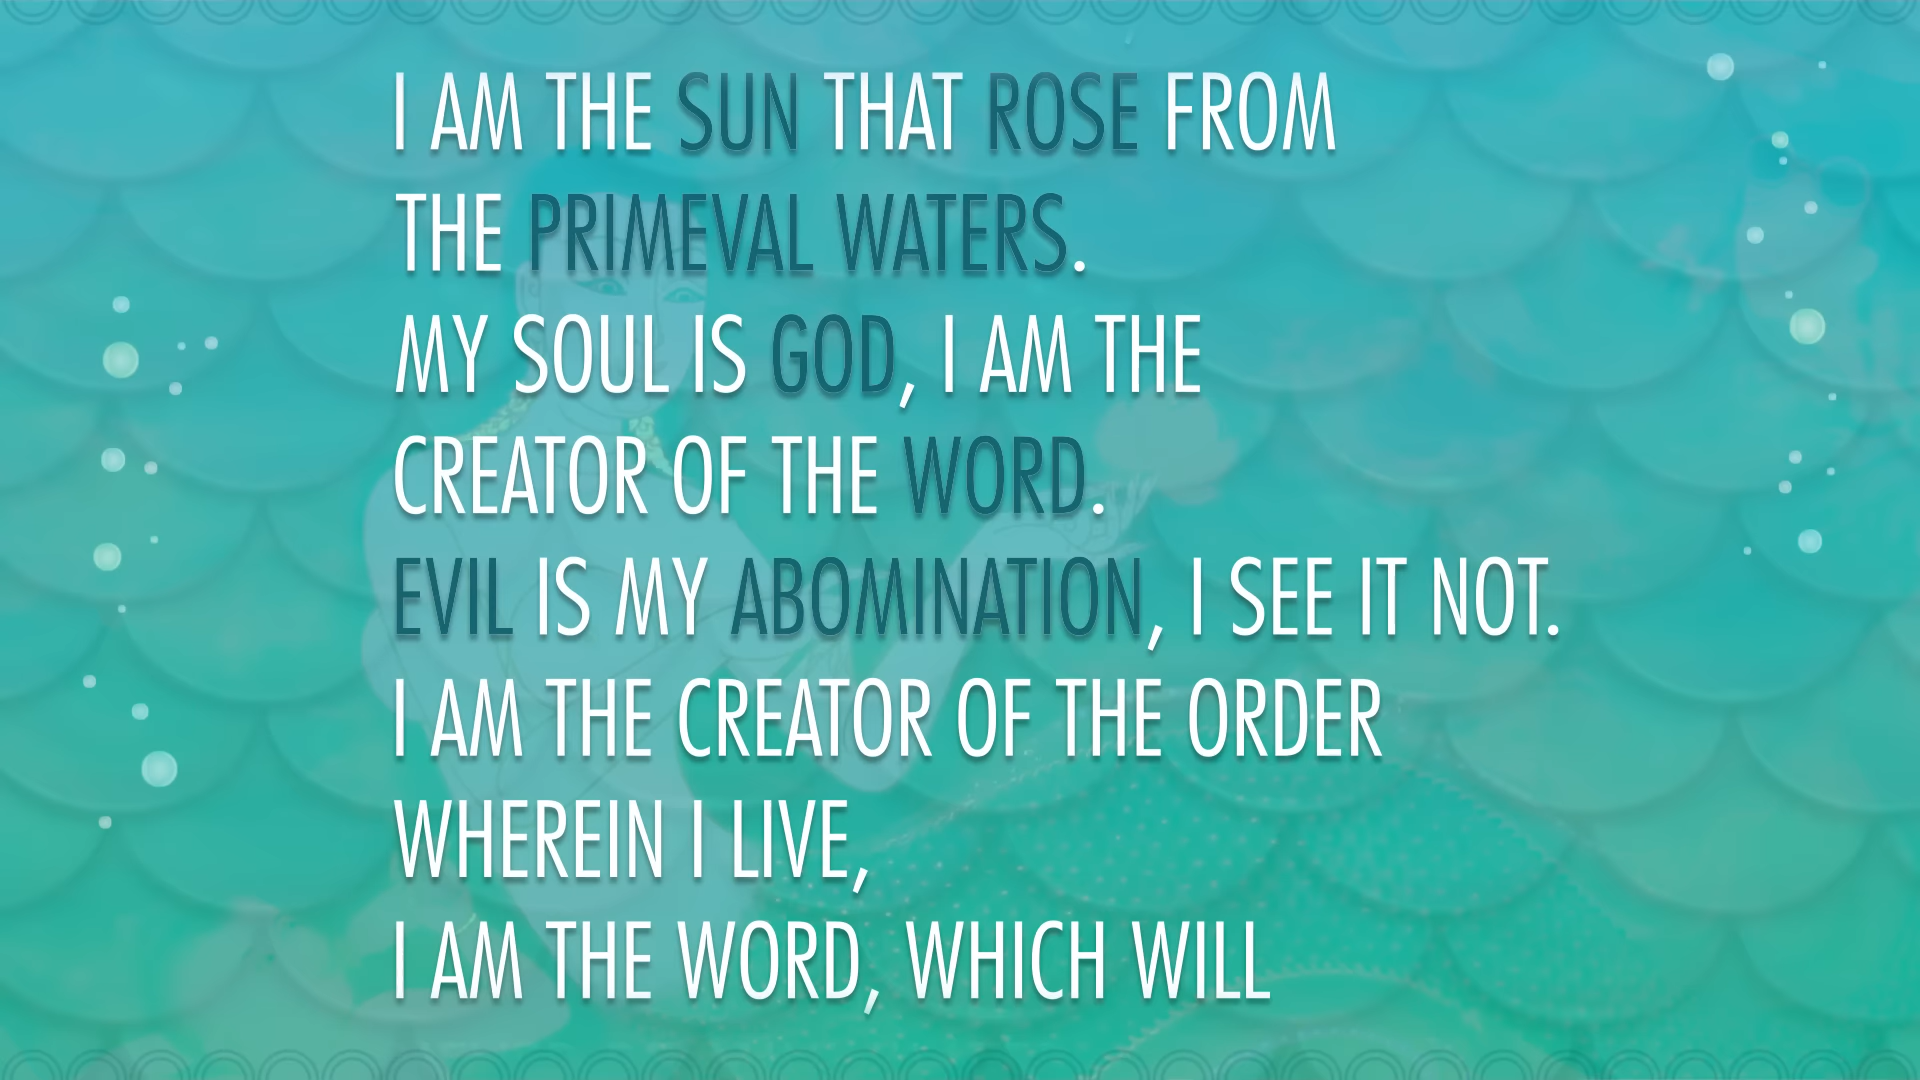 I AM THE SUN THAT ROSE FROM
THE PRIMEVAL WATERS.
MY SOUL IS GOD, I AM THE
CREATOR OF THE WORD.
EVIL IS MY ABOMINATION, I SEE IT NOT.
I AM THE CREATOR OF THE ORDER
WHEREIN I LIVE,
I AM THE WORD, WHICH WILL